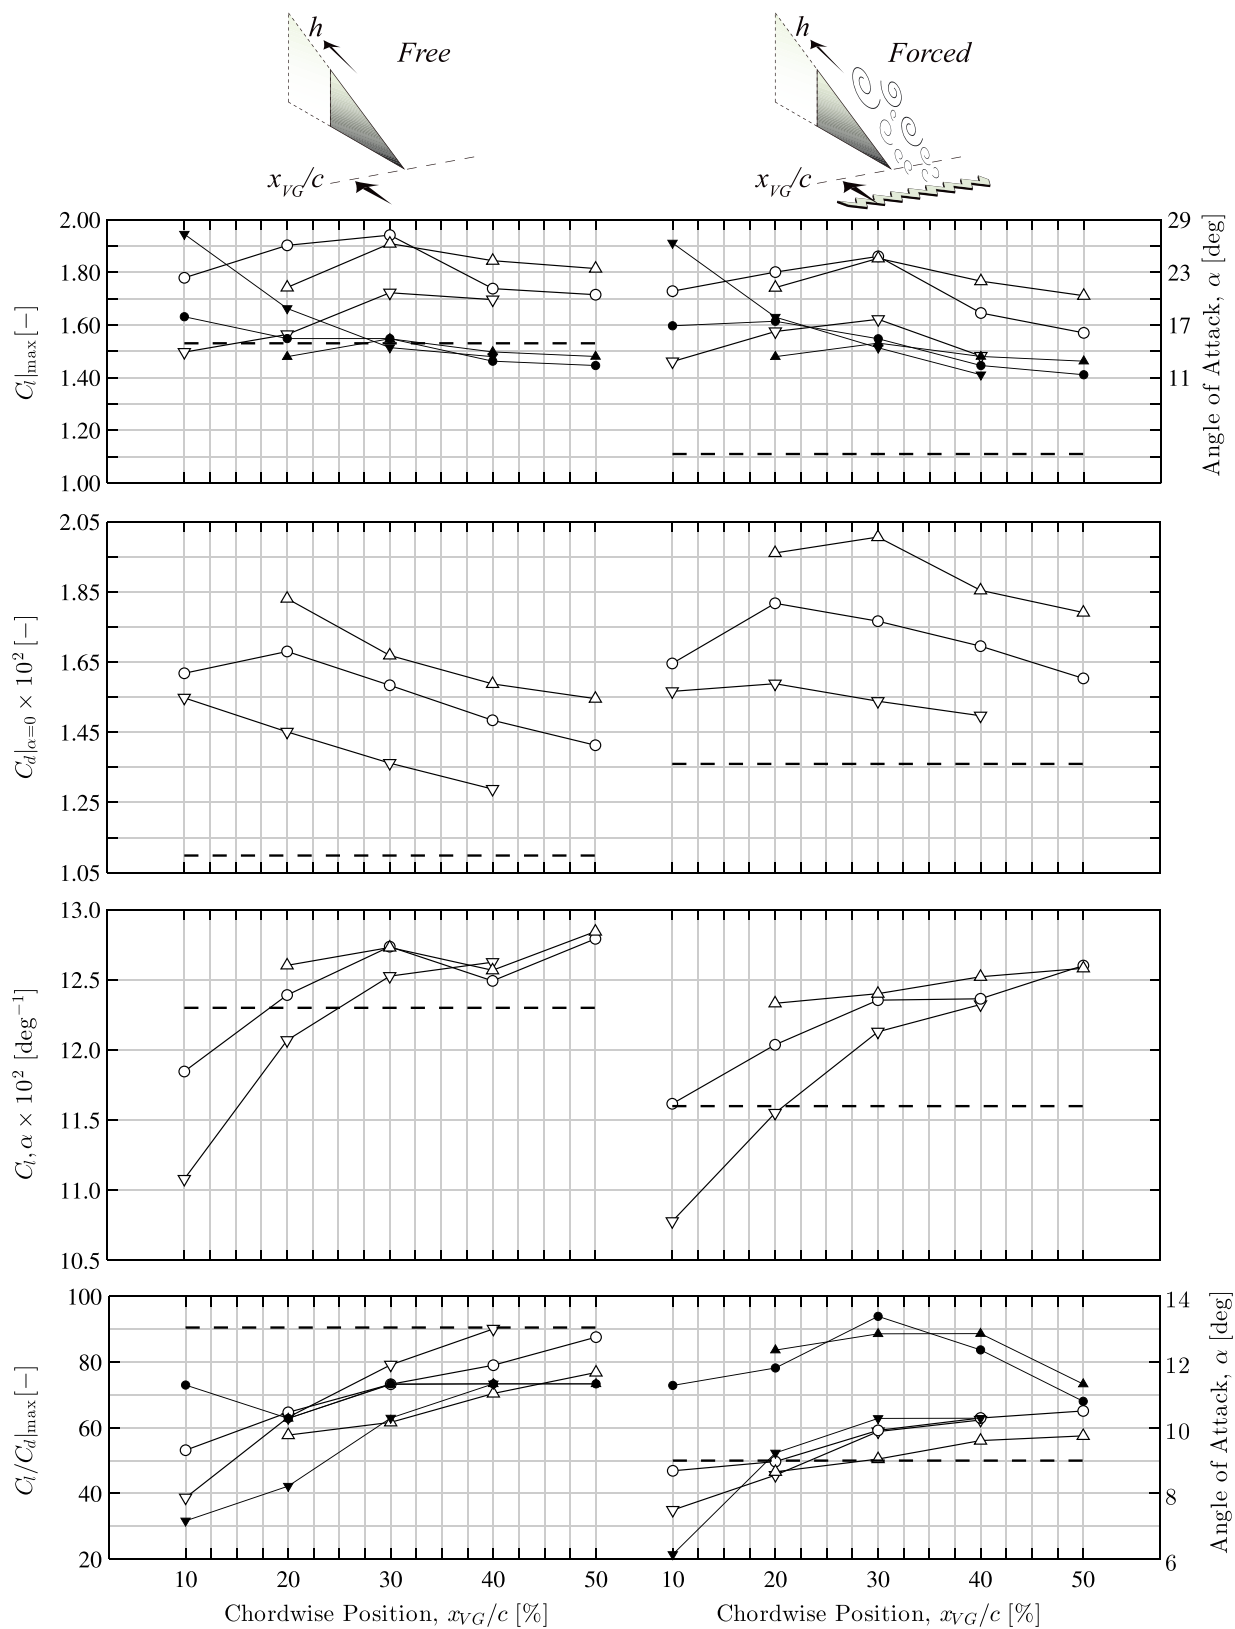 h
Free
x_VG/c
h
Forced
x_VG/c
2.00
1.80
1.60
1.40
1.20
1.00
C_l|max [−]
29
23
17
11
Angle of Attack, α [deg]
2.05
1.85
1.65
1.45
1.25
1.05
C_d|α=0 × 10² [−]
13.0
12.5
12.0
11.5
11.0
10.5
C_l,α × 10² [deg⁻¹]
100
80
60
40
20
C_l/C_d|max [−]
14
12
10
8
6
Angle of Attack, α [deg]
10 20 30 40 50
10 20 30 40 50
Chordwise Position, x_VG/c [%]
Chordwise Position, x_VG/c [%]